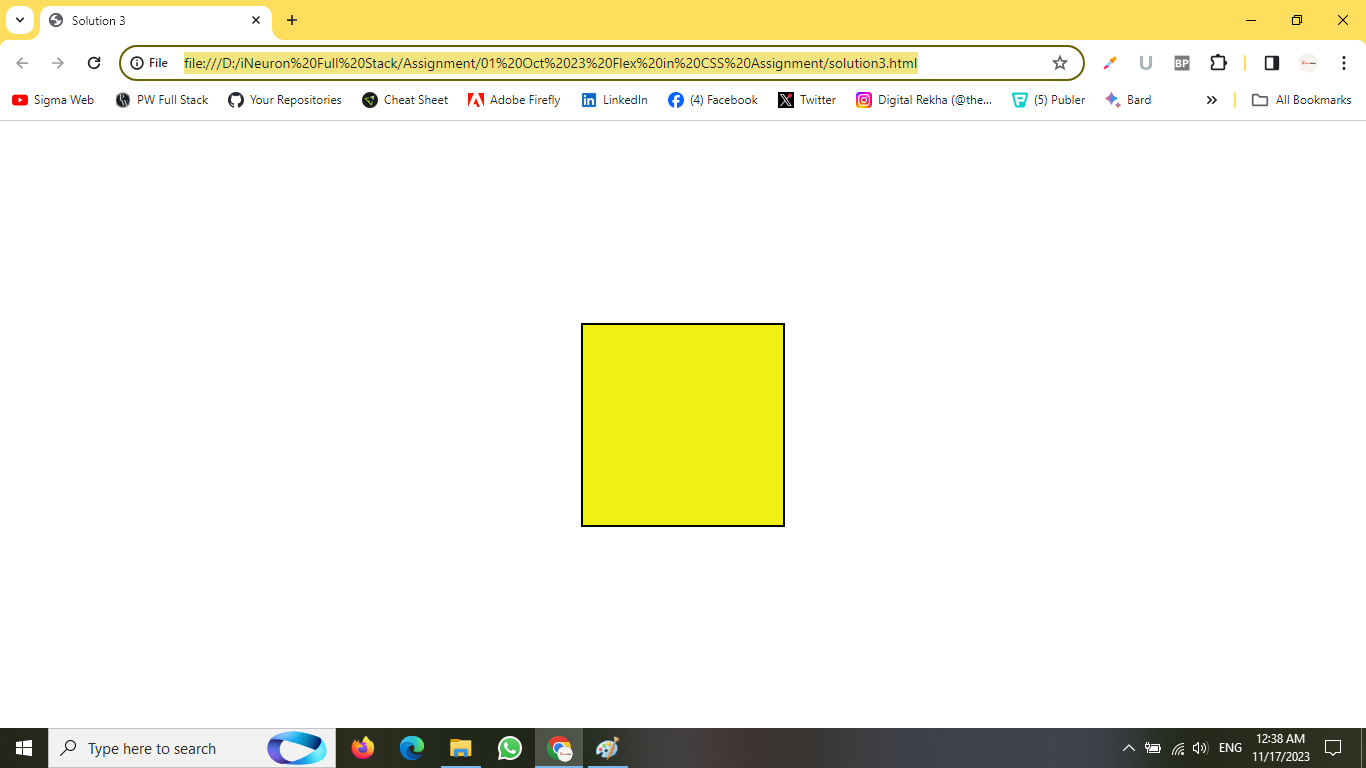 Solution 3
File file:///D:/iNeuron%20Full%20Stack/Assignment/01%20Oct%2023%20Flex%20in%20CSS%20Assignment/solution3.html U BP
Sigma Web PW Full Stack Your Repositories Cheat Sheet Adobe Firefly LinkedIn (4) Facebook Twitter Digital Rekha (@the... (5) Publer Bard » All Bookmarks
Type here to search ENG 12:38 AM
11/17/2023